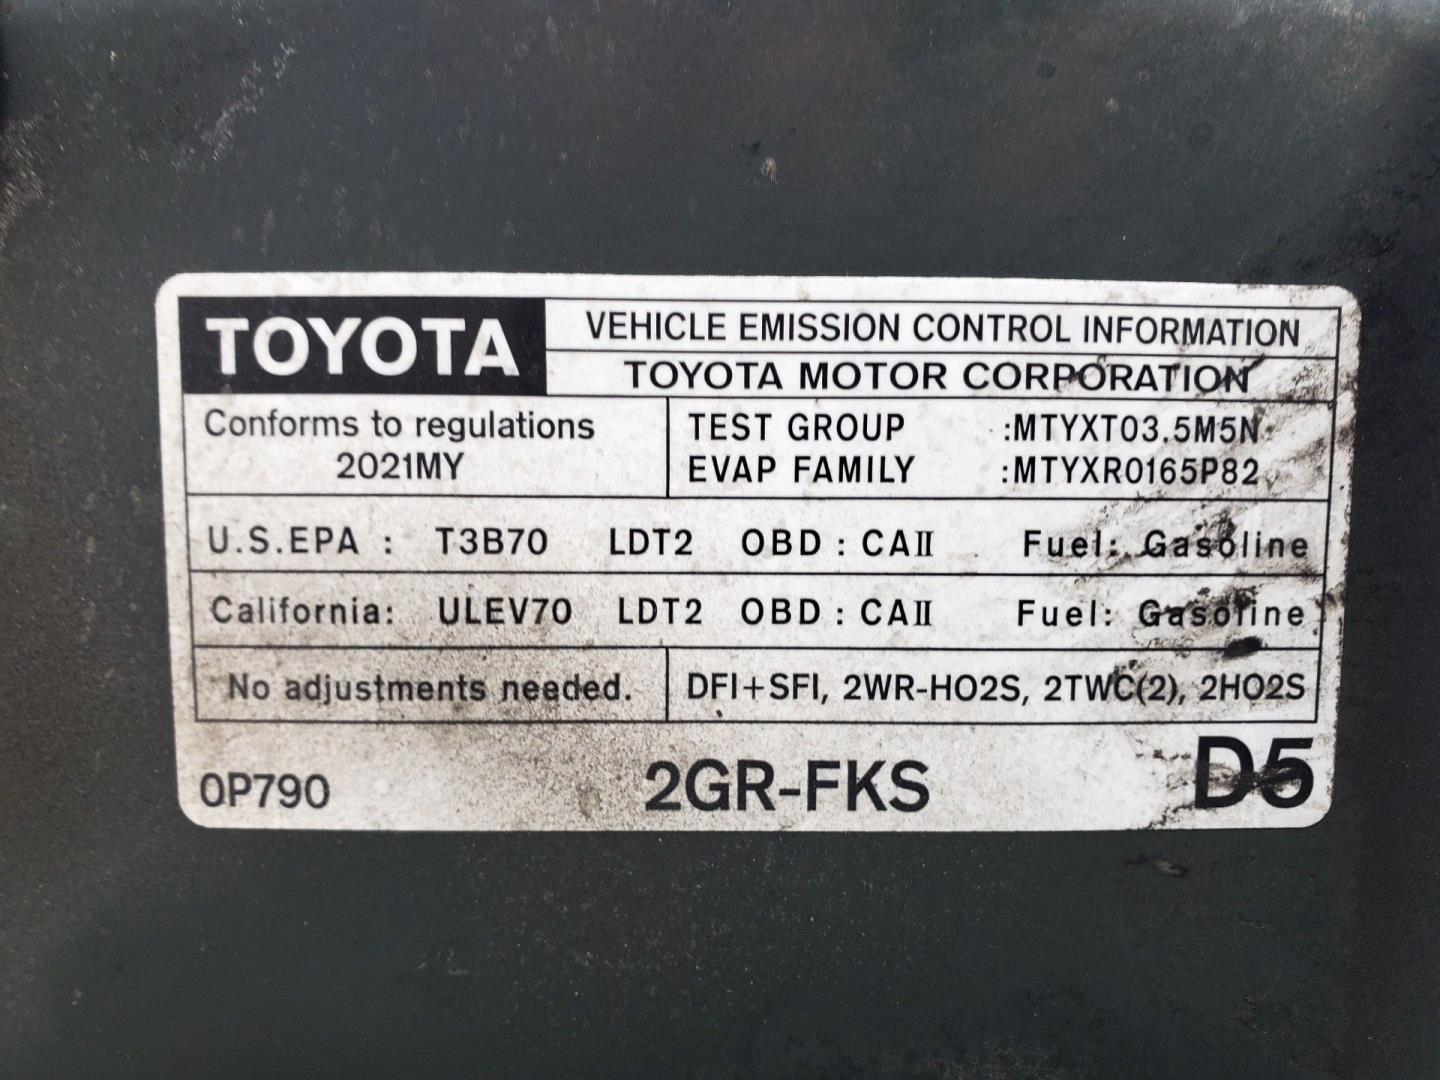 TOYOTA
VEHICLE EMISSION CONTROL INFORMATION
TOYOTA MOTOR CORPORATION
Conforms to regulations
2021MY
TEST GROUP :MTYXT03.5M5N
EVAP FAMILY :MTYXR0165P82
U.S.EPA : T3B70 LDT2 OBD : CAII Fuel: Gasoline
California: ULEV70 LDT2 OBD : CAII Fuel: Gasoline
No adjustments needed.
DFI+SFI, 2WR-HO2S, 2TWC(2), 2HO2S
0P790 2GR-FKS D5